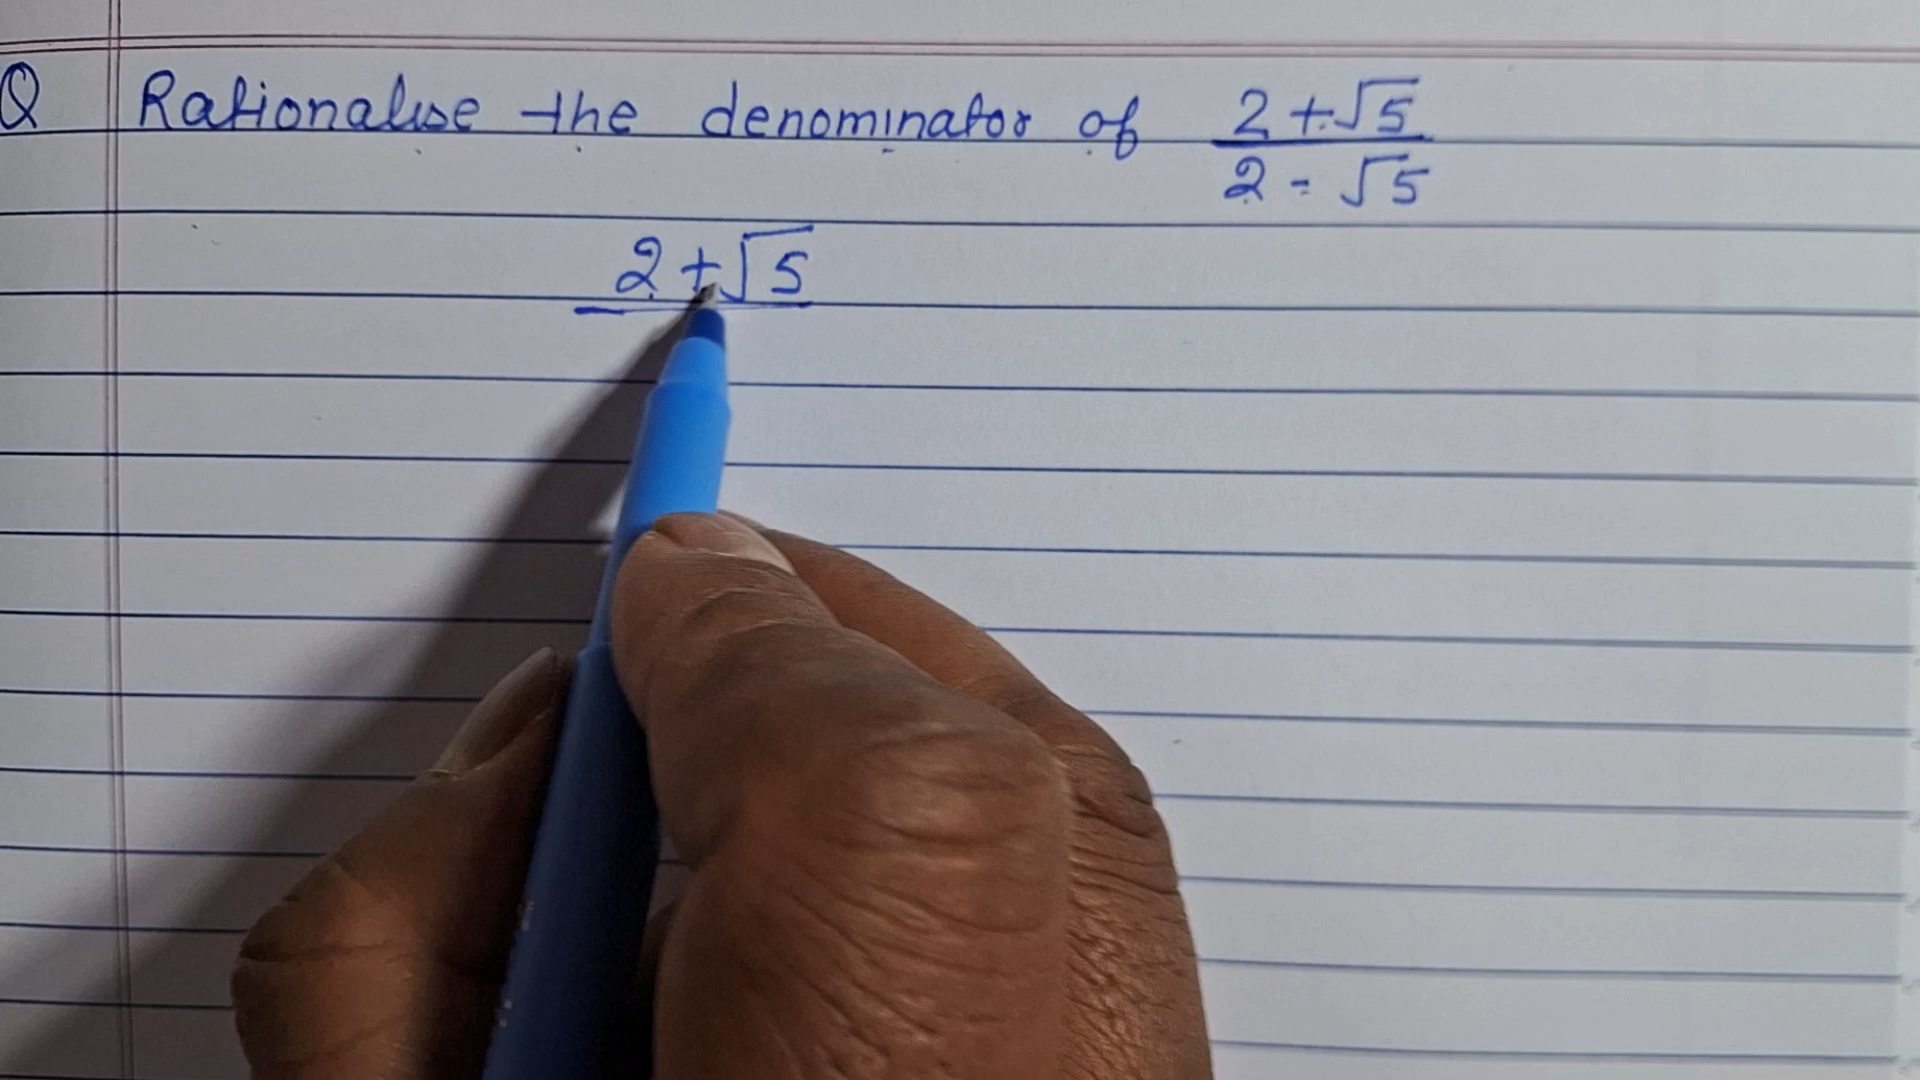 Q Rationalise the denominator of 2+√5
2-√5
2+√5